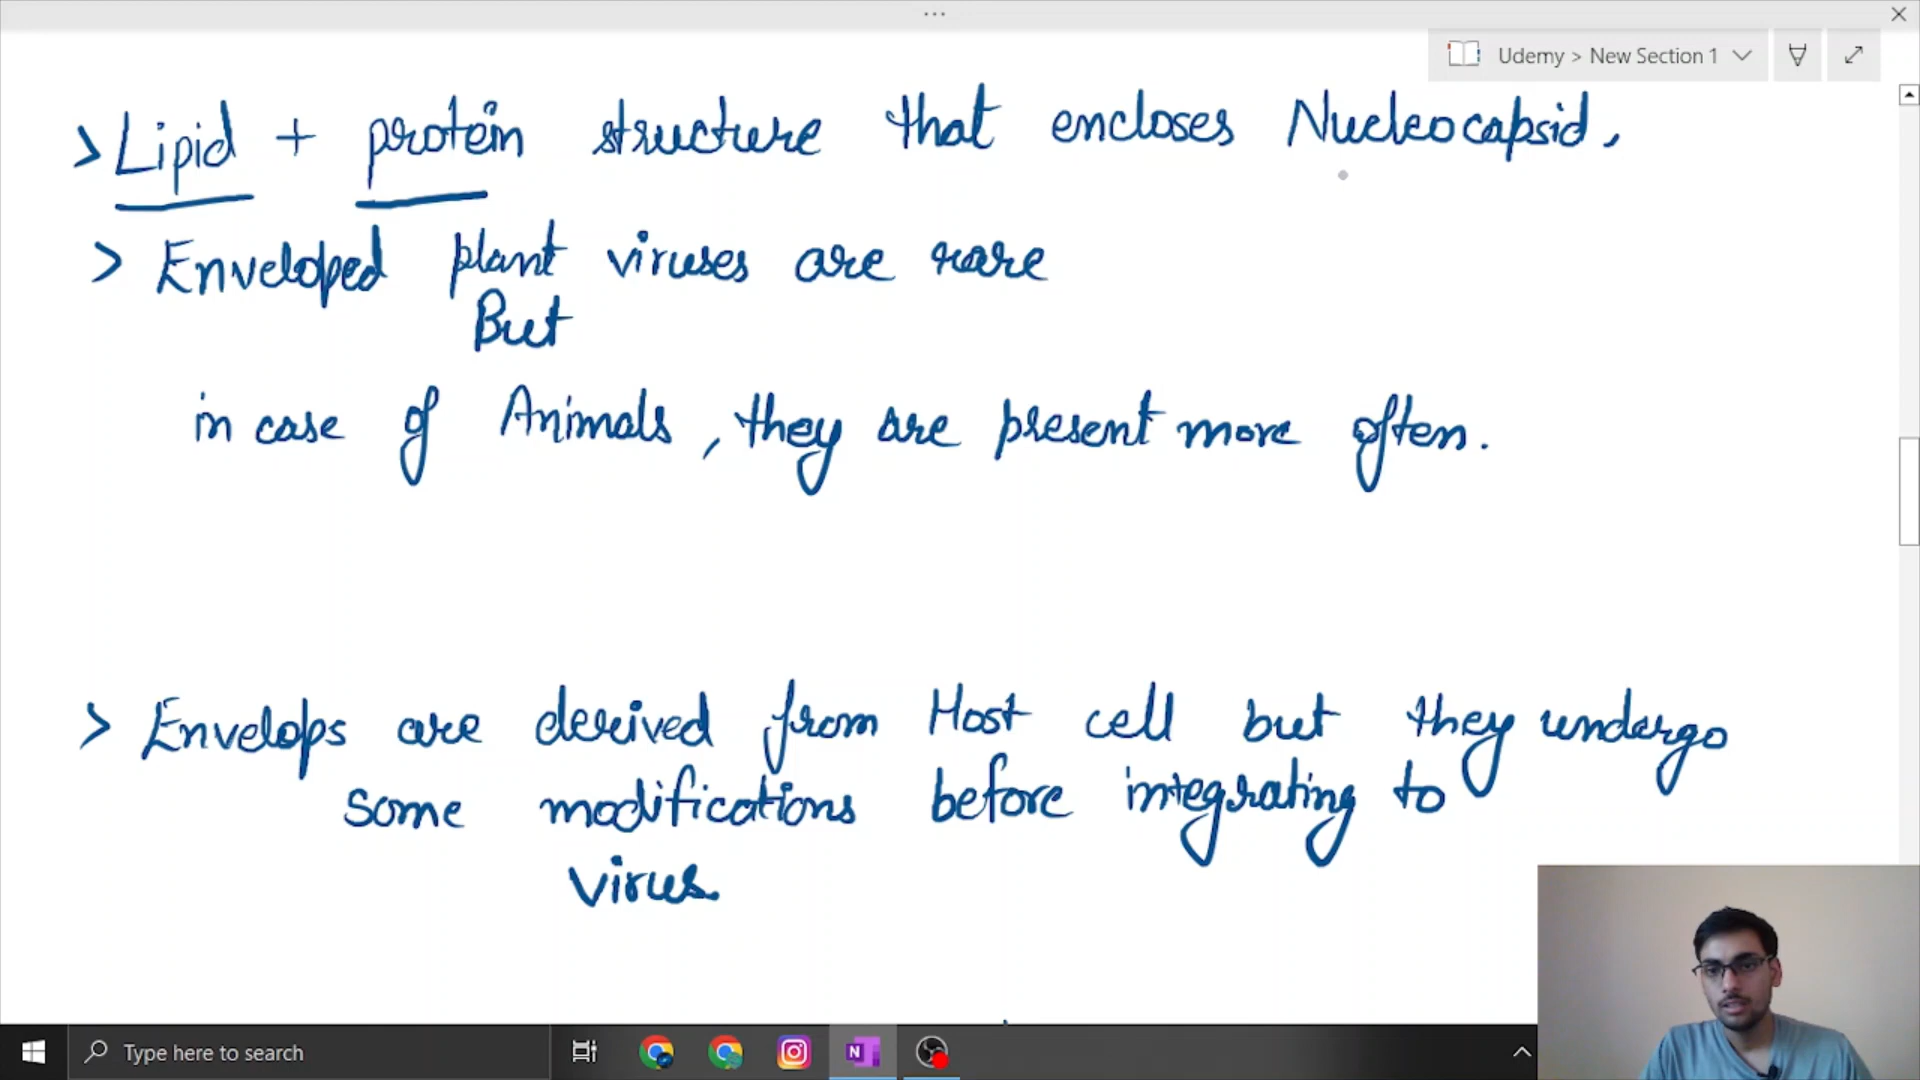 Udemy > New Section 1
> Lipid + protein structure that encloses Nucleocapsid.
> Enveloped plant viruses are rare
But
in case of Animals, they are present more often.
> Envelops are derived from Host cell but they undergo
some modifications before integrating to
virus.
Type here to search